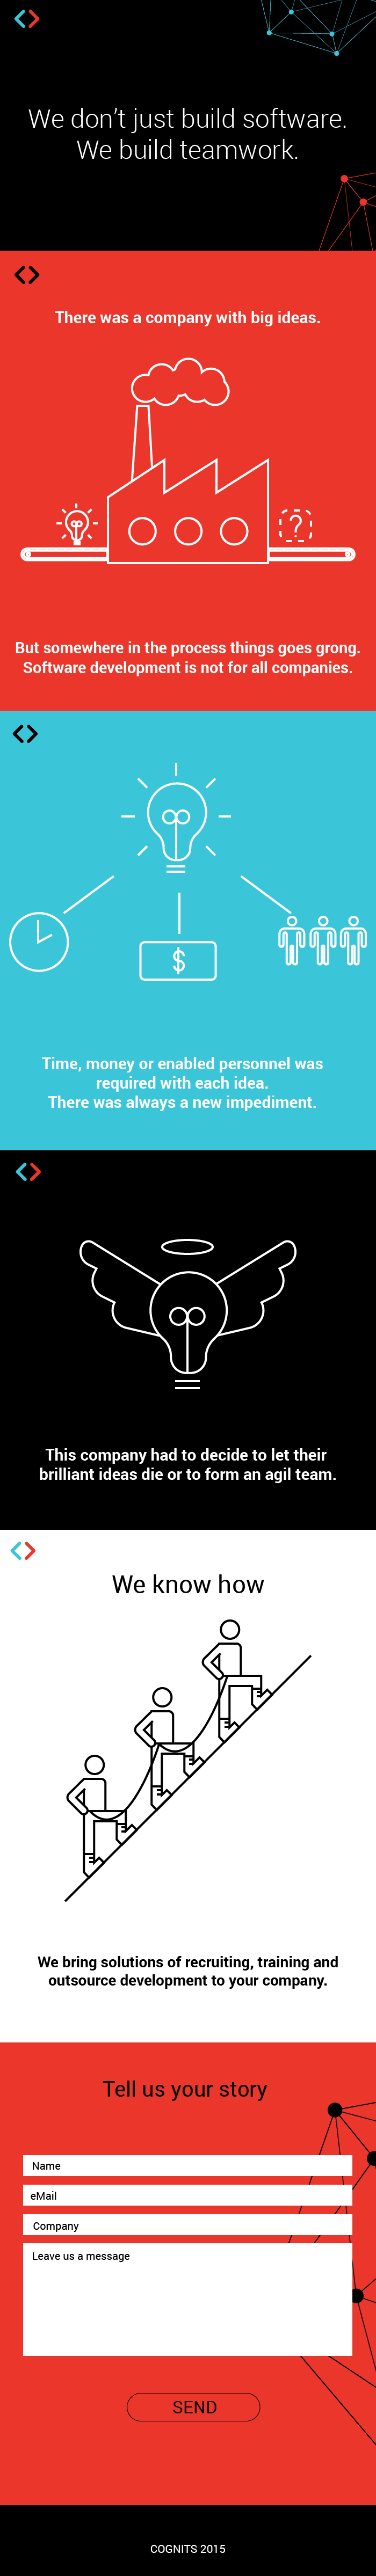 We don't just build software.
We build teamwork.
There was a company with big ideas.
?
But somewhere in the process things goes grong.
Software development is not for all companies.
$
Time, money or enabled personnel was
required with each idea.
There was always a new impediment.
This company had to decide to let their
brilliant ideas die or to form an agil team.
We know how
We bring solutions of recruiting, training and
outsource development to your company.
Tell us your story
Name
eMail
Company
Leave us a message
SEND
COGNITS 2015